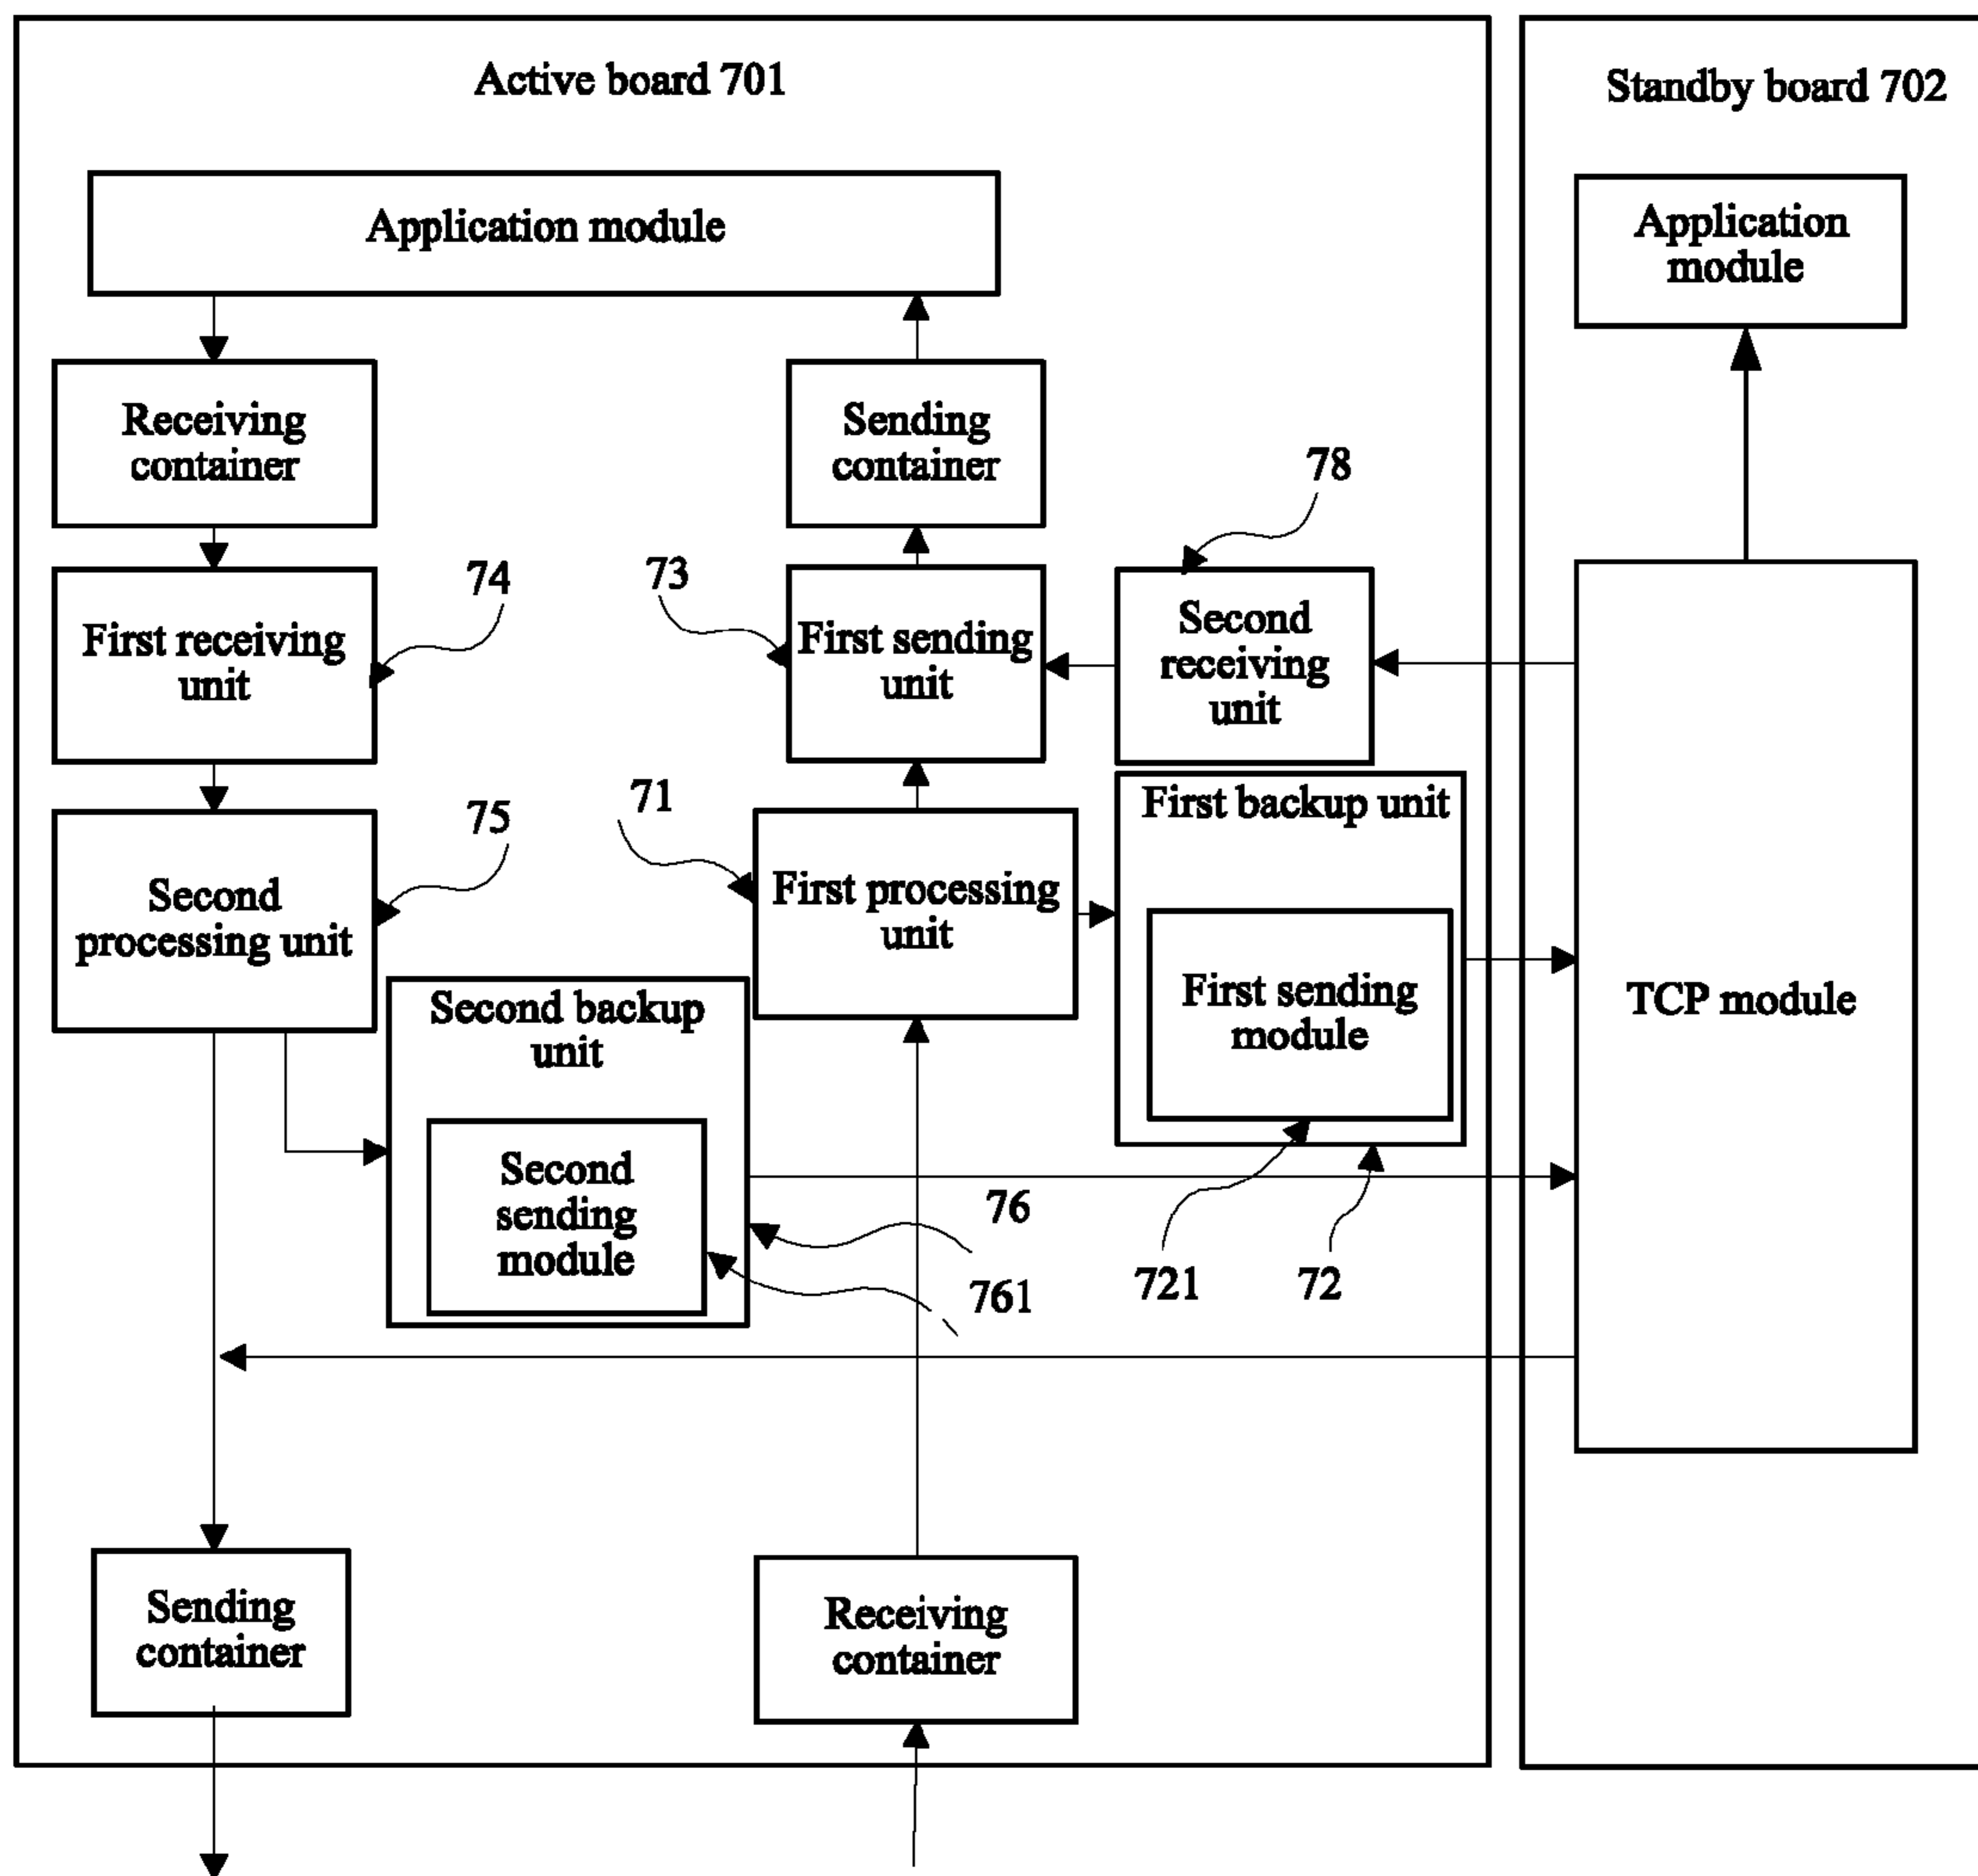 Active board 701
Standby board 702
Application module
Application
module
Receiving
container
Sending
container
78
74
73
First receiving
unit
First sending
unit
Second
receiving
unit
75
71
First backup unit
Second
processing unit
First processing
unit
Second backup
unit
First sending
module
TCP module
Second
sending
module
76
761
721
72
Sending
container
Receiving
container